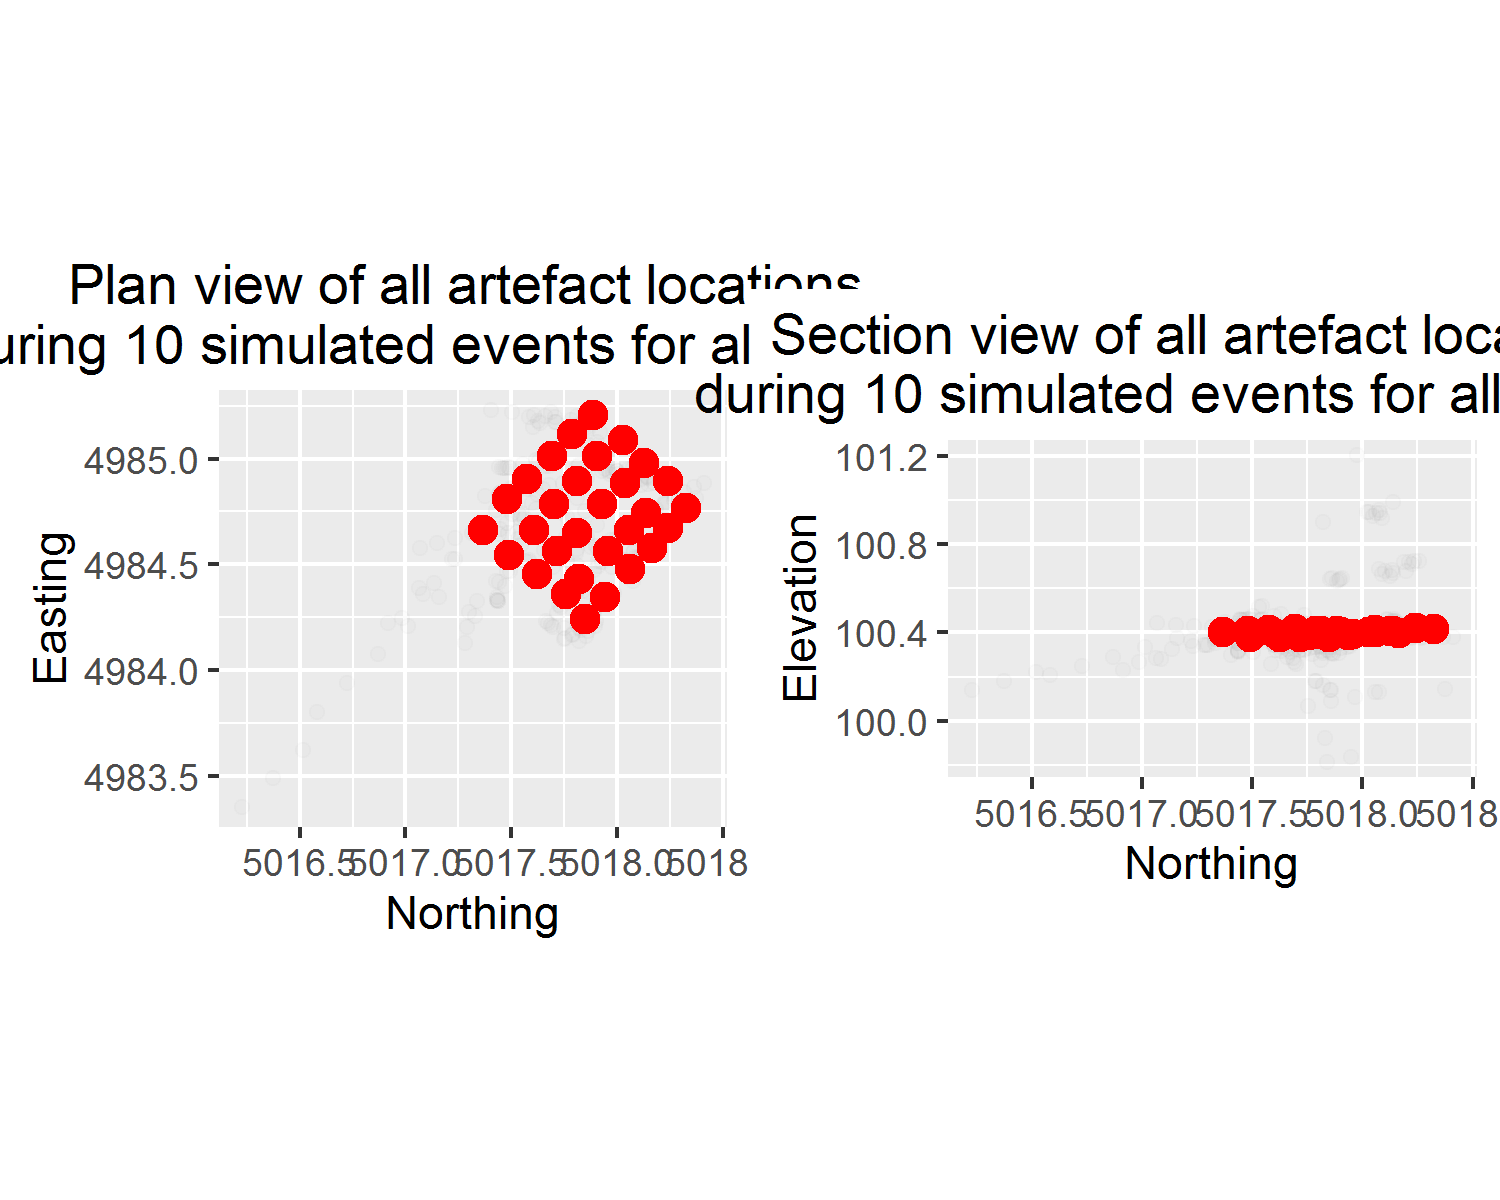 Plan view of all artefact locations
uring 10 simulated events for al
4985.0
4984.5
4984.0
4983.5
Easting
5016.5 5017.0 5017.5 5018.0 5018
Northing
Section view of all artefact loca
during 10 simulated events for all
101.2
100.8
100.4
100.0
Elevation
5016.5 5017.0 5017.5 5018.0 5018
Northing